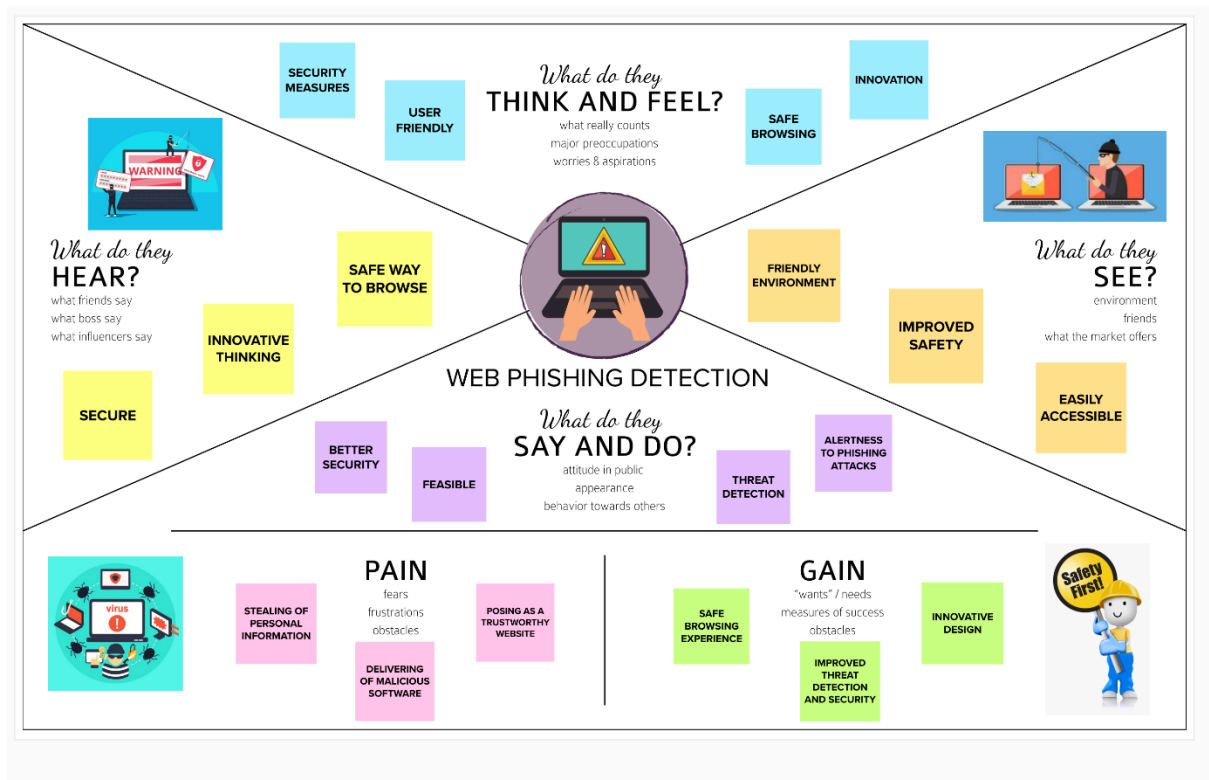 What do they
THINK AND FEEL?
what really counts
major preoccupations
worries & aspirations
SECURITY
MEASURES
USER
FRIENDLY
SAFE
BROWSING
INNOVATION
WARNING
What do they
HEAR?
what friends say
what boss say
what influencers say
SAFE WAY
TO BROWSE
INNOVATIVE
THINKING
SECURE
What do they
SEE?
environment
friends
what the market offers
FRIENDLY
ENVIRONMENT
IMPROVED
SAFETY
EASILY
ACCESSIBLE
WEB PHISHING DETECTION
What do they
SAY AND DO?
attitude in public
appearance
behavior towards others
BETTER
SECURITY
FEASIBLE
THREAT
DETECTION
ALERTNESS
TO PHISHING
ATTACKS
virus
PAIN
fears
frustrations
obstacles
STEALING OF
PERSONAL
INFORMATION
DELIVERING
OF MALICIOUS
SOFTWARE
POSING AS A
TRUSTWORTHY
WEBSITE
GAIN
“wants” / needs
measures of success
obstacles
SAFE
BROWSING
EXPERIENCE
IMPROVED
THREAT
DETECTION
AND SECURITY
INNOVATIVE
DESIGN
Safety
First!